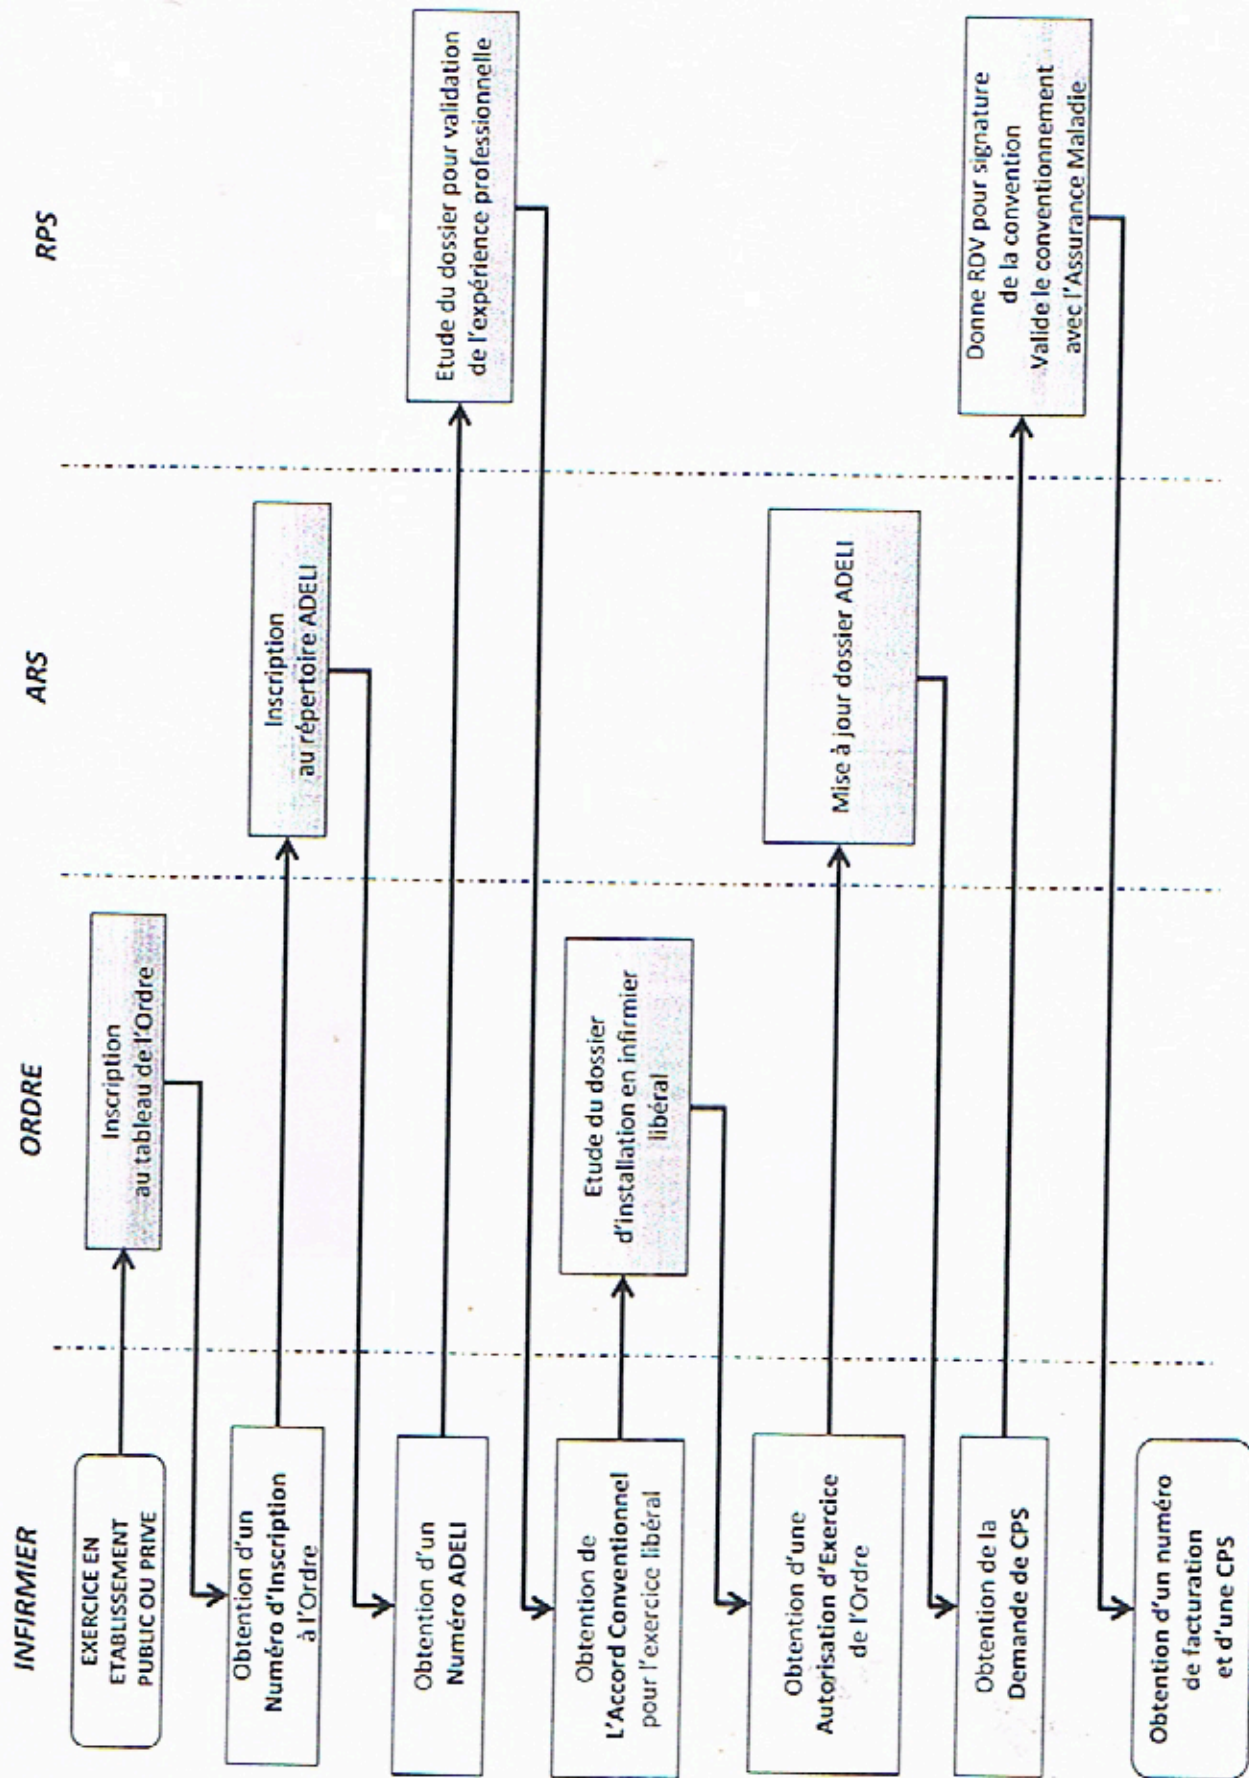 INFIRMIER
ORDRE
ARS
RPS
EXERCICE EN
ETABLISSEMENT
PUBLIC OU PRIVE
Inscription
au tableau de l'Ordre
Obtention d'un
Numéro d'Inscription
à l'Ordre
Inscription
au répertoire ADELI
Obtention d'un
Numéro ADELI
Etude du dossier pour validation
de l'expérience professionnelle
Obtention de
L'Accord Conventionnel
pour l'exercice libéral
Etude du dossier
d'installation en infirmier
libéral
Obtention d'une
Autorisation d'Exercice
de l'Ordre
Mise à jour dossier ADELI
Obtention de la
Demande de CPS
Donne RDV pour signature
de la convention
Valide le conventionnement
avec l'Assurance Maladie
Obtention d'un numéro
de facturation
et d'une CPS